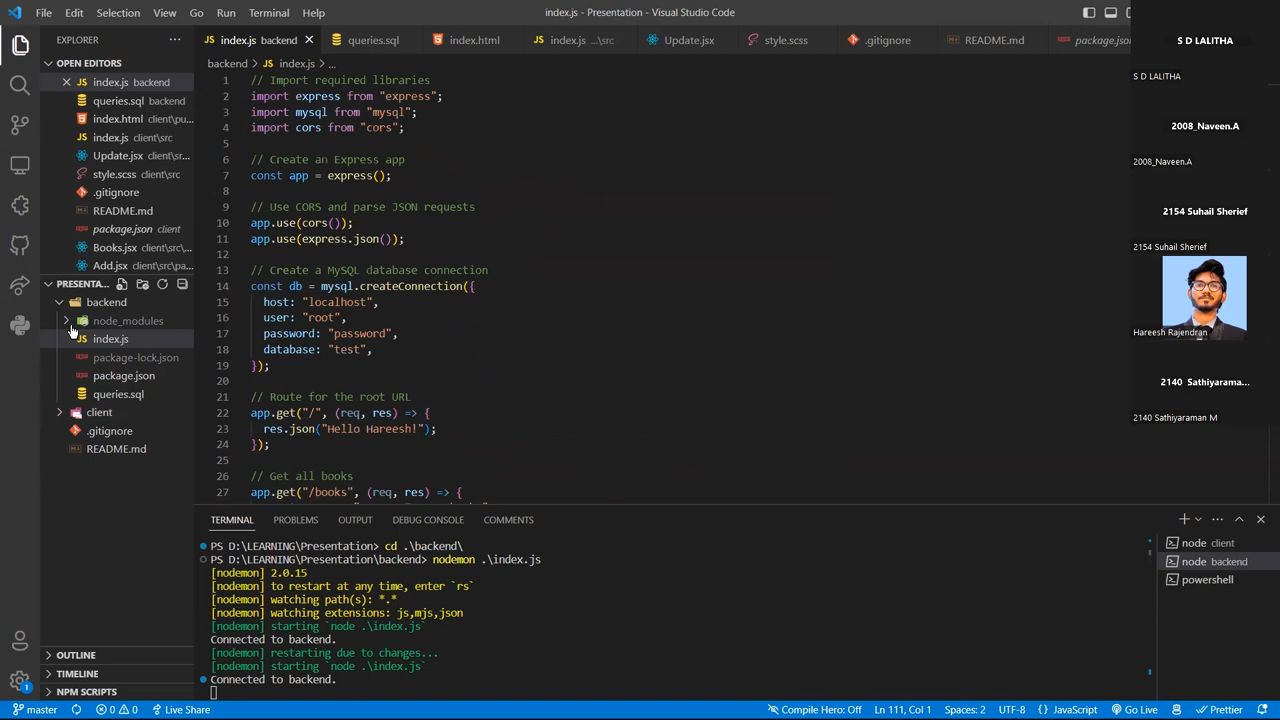 File Edit Selection View Go Run Terminal Help
index.js - Presentation - Visual Studio Code
EXPLORER
OPEN EDITORS
index.js backend
queries.sql backend
index.html client\pu...
index.js client\src
Update.jsx client\sr...
style.scss client\src
.gitignore
README.md
package.json client
Books.jsx client\src\...
Add.jsx client\src\pa...
PRESENTA...
backend
node_modules
index.js
package-lock.json
package.json
queries.sql
client
.gitignore
README.md
OUTLINE
TIMELINE
NPM SCRIPTS
index.js backend
queries.sql
index.html
index.js ...\src
Update.jsx
style.scss
.gitignore
README.md
package.json
backend > index.js > ...
1 // Import required libraries
2 import express from "express";
3 import mysql from "mysql";
4 import cors from "cors";
5
6 // Create an Express app
7 const app = express();
8
9 // Use CORS and parse JSON requests
10 app.use(cors());
11 app.use(express.json());
12
13 // Create a MySQL database connection
14 const db = mysql.createConnection({
15 host: "localhost",
16 user: "root",
17 password: "password",
18 database: "test",
19 });
20
21 // Route for the root URL
22 app.get("/", (req, res) => {
23 res.json("Hello Hareesh!");
24 });
25
26 // Get all books
27 app.get("/books", (req, res) => {
TERMINAL PROBLEMS OUTPUT DEBUG CONSOLE COMMENTS
PS D:\LEARNING\Presentation> cd .\backend\
PS D:\LEARNING\Presentation\backend> nodemon .\index.js
[nodemon] 2.0.15
[nodemon] to restart at any time, enter `rs`
[nodemon] watching path(s): *.*
[nodemon] watching extensions: js,mjs,json
[nodemon] starting `node .\index.js`
Connected to backend.
[nodemon] restarting due to changes...
[nodemon] starting `node .\index.js`
Connected to backend.
node client
node backend
powershell
S D LALITHA
S D LALITHA
2008_Naveen.A
2008_Naveen.A
2154 Suhail Sherief
2154 Suhail Sherief
Hareesh Rajendran
2140 Sathiyarama...
2140 Sathiyaraman M
1
master
0 0
Live Share
Compile Hero: Off
Ln 111, Col 1
Spaces: 2
UTF-8
{ } JavaScript
Go Live
Prettier